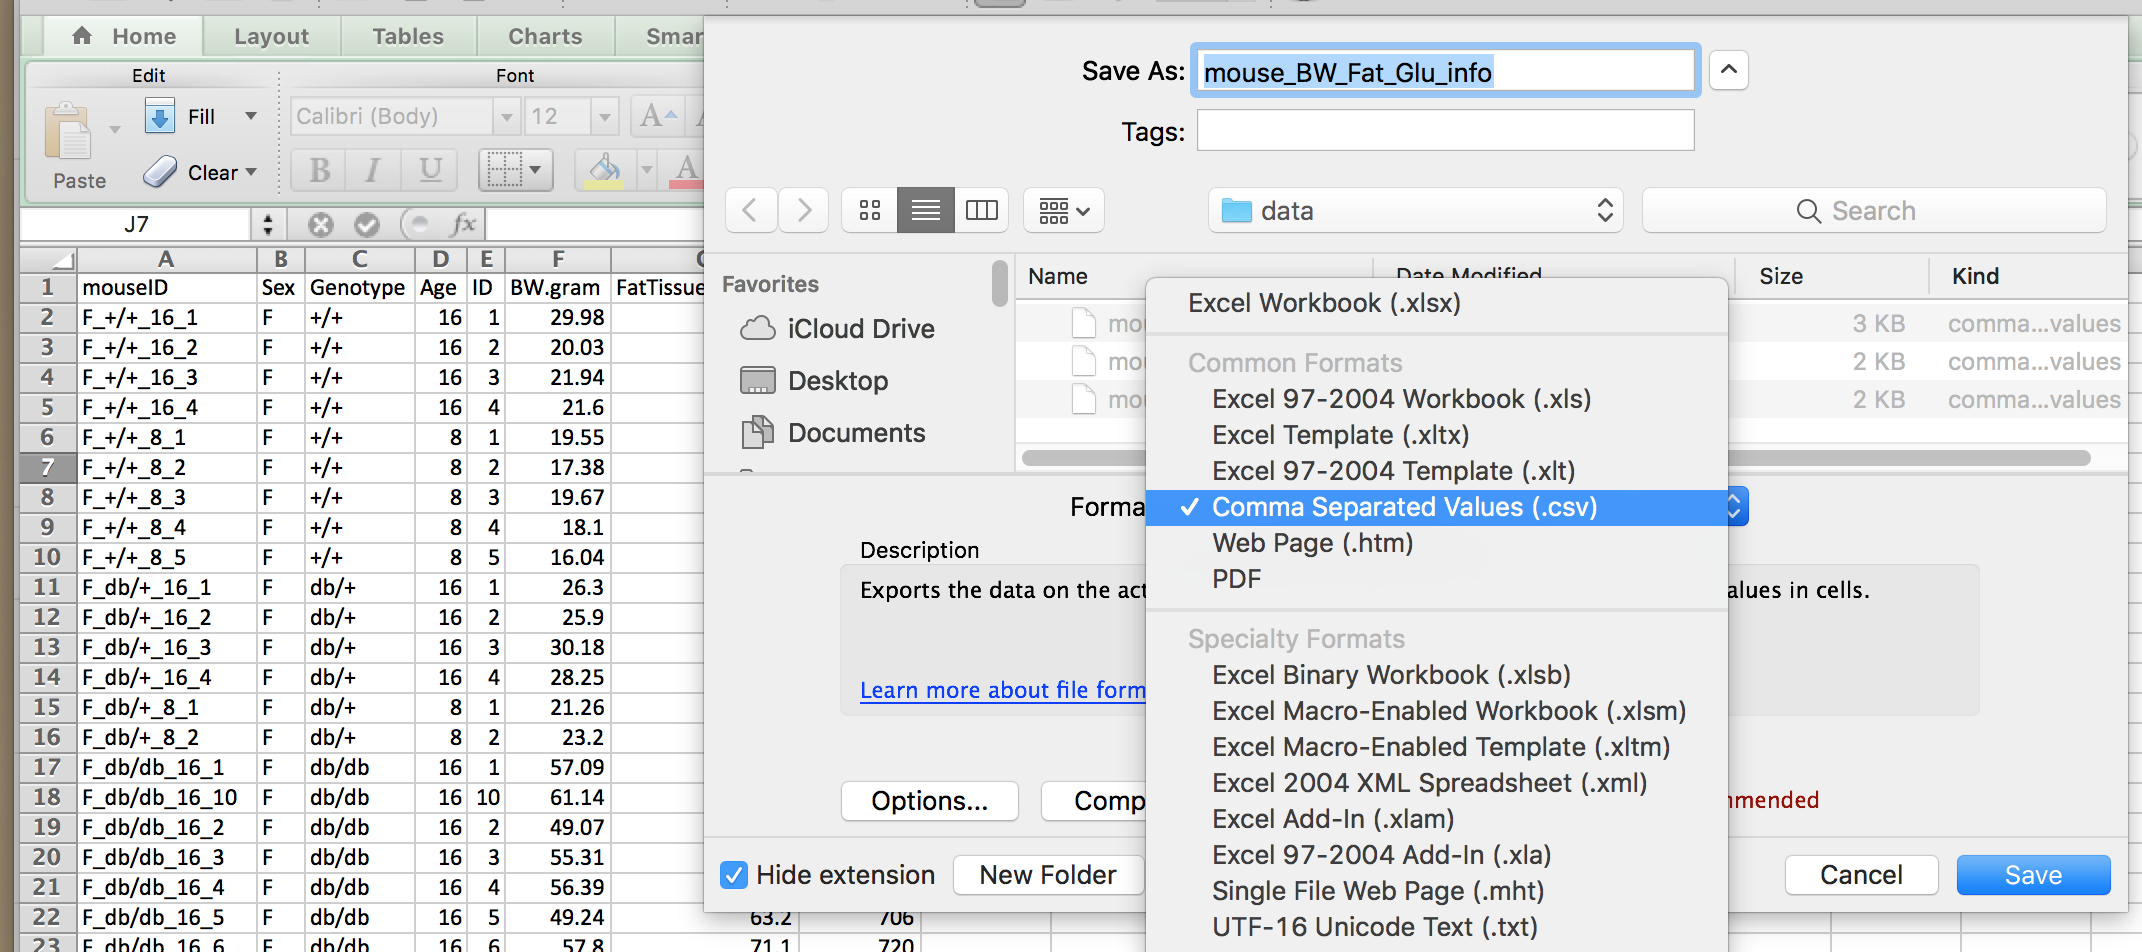 Home Layout Tables Charts Smar
Edit Font
Paste Fill Clear
Calibri (Body) 12 A A
B I U A
J7 fx
A B C D E F
1 mouseID Sex Genotype Age ID BW.gram FatTissue
2 F_+/+_16_1 F +/+ 16 1 29.98
3 F_+/+_16_2 F +/+ 16 2 20.03
4 F_+/+_16_3 F +/+ 16 3 21.94
5 F_+/+_16_4 F +/+ 16 4 21.6
6 F_+/+_8_1 F +/+ 8 1 19.55
7 F_+/+_8_2 F +/+ 8 2 17.38
8 F_+/+_8_3 F +/+ 8 3 19.67
9 F_+/+_8_4 F +/+ 8 4 18.1
10 F_+/+_8_5 F +/+ 8 5 16.04
11 F_db/+_16_1 F db/+ 16 1 26.3
12 F_db/+_16_2 F db/+ 16 2 25.9
13 F_db/+_16_3 F db/+ 16 3 30.18
14 F_db/+_16_4 F db/+ 16 4 28.25
15 F_db/+_8_1 F db/+ 8 1 21.26
16 F_db/+_8_2 F db/+ 8 2 23.2
17 F_db/db_16_1 F db/db 16 1 57.09
18 F_db/db_16_10 F db/db 16 10 61.14
19 F_db/db_16_2 F db/db 16 2 49.07
20 F_db/db_16_3 F db/db 16 3 55.31
21 F_db/db_16_4 F db/db 16 4 56.39
22 F_db/db_16_5 F db/db 16 5 49.24 63.2 706
23 F_db/db_16_6 F db/db 16 6 57.8 71.1 720
Save As: mouse_BW_Fat_Glu_info
Tags:
data Search
Favorites
iCloud Drive
Desktop
Documents
Name Date Modified Size Kind
mou 3 KB comma...values
mou 2 KB comma...values
mou 2 KB comma...values
Forma
Description
Exports the data on the act alues in cells.
Learn more about file form
Options... Comp mmended
Hide extension New Folder Cancel Save
Excel Workbook (.xlsx)
Common Formats
Excel 97-2004 Workbook (.xls)
Excel Template (.xltx)
Excel 97-2004 Template (.xlt)
✓ Comma Separated Values (.csv)
Web Page (.htm)
PDF
Specialty Formats
Excel Binary Workbook (.xlsb)
Excel Macro-Enabled Workbook (.xlsm)
Excel Macro-Enabled Template (.xltm)
Excel 2004 XML Spreadsheet (.xml)
Excel Add-In (.xlam)
Excel 97-2004 Add-In (.xla)
Single File Web Page (.mht)
UTF-16 Unicode Text (.txt)